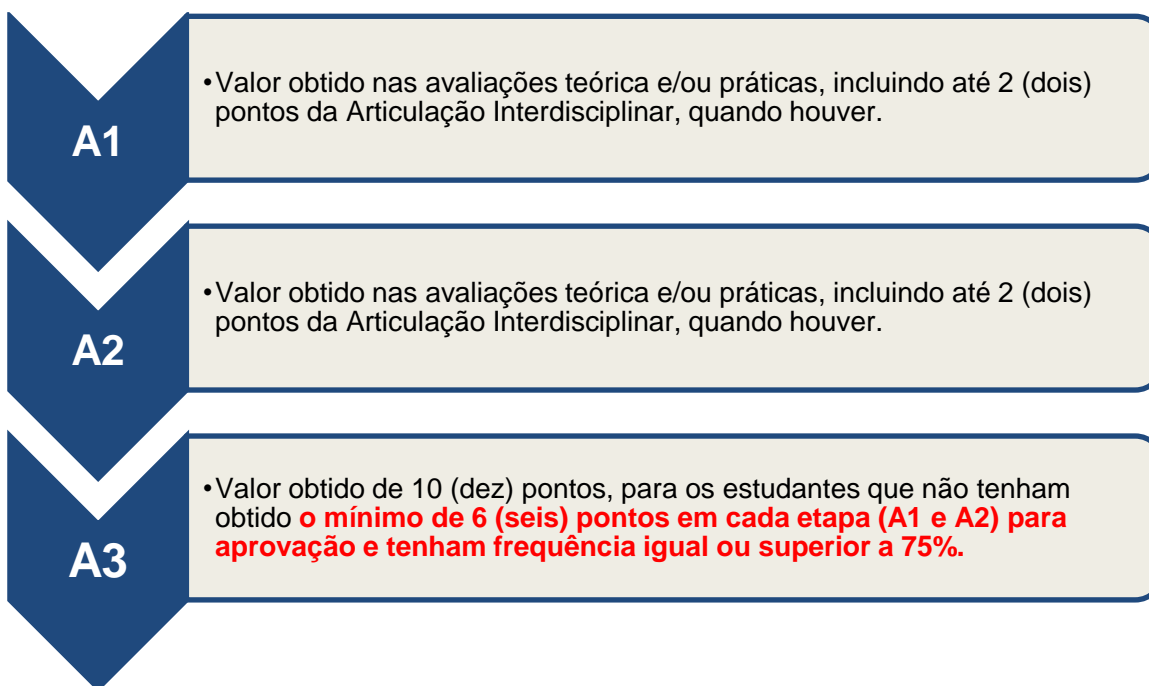 A1
•Valor obtido nas avaliações teórica e/ou práticas, incluindo até 2 (dois)
pontos da Articulação Interdisciplinar, quando houver.
A2
•Valor obtido nas avaliações teórica e/ou práticas, incluindo até 2 (dois)
pontos da Articulação Interdisciplinar, quando houver.
A3
•Valor obtido de 10 (dez) pontos, para os estudantes que não tenham
obtido o mínimo de 6 (seis) pontos em cada etapa (A1 e A2) para
aprovação e tenham frequência igual ou superior a 75%.